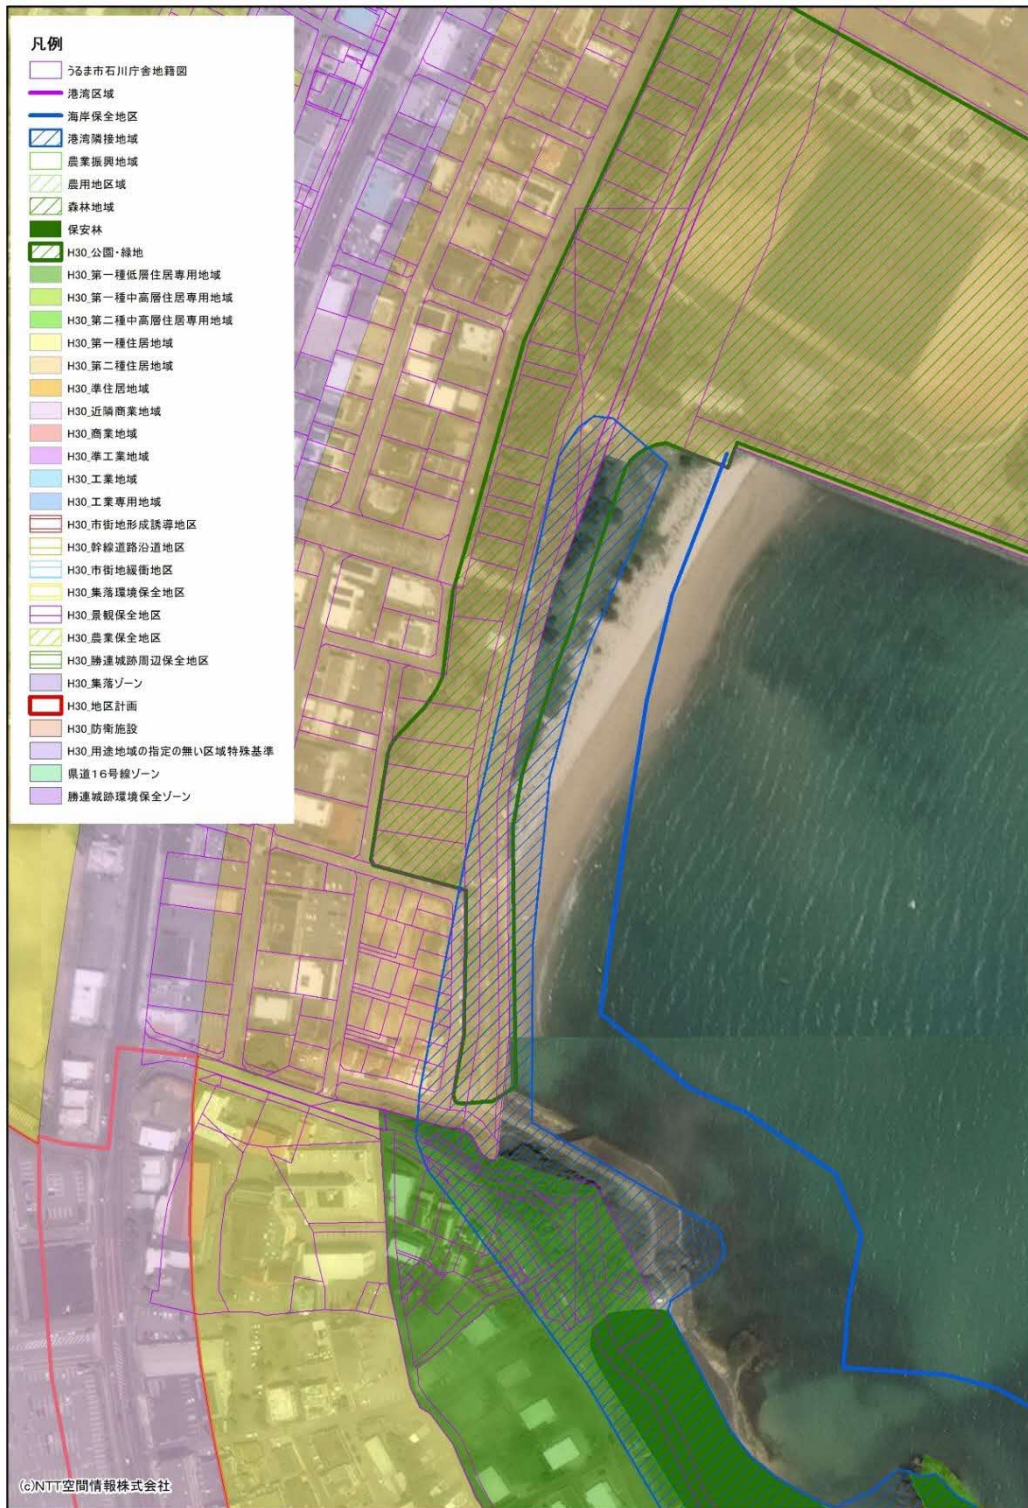 凡例
うるま市石川庁舎地籍図
港湾区域
海岸保全地区
港湾隣接地域
農業振興地域
農用地区域
森林地域
保安林
H30_公園・緑地
H30_第一種低層住居専用地域
H30_第一種中高層住居専用地域
H30_第二種中高層住居専用地域
H30_第一種住居地域
H30_第二種住居地域
H30_準住居地域
H30_近隣商業地域
H30_商業地域
H30_準工業地域
H30_工業地域
H30_工業専用地域
H30_市街地形成誘導地区
H30_幹線道路沿道地区
H30_市街地緩衝地区
H30_集落環境保全地区
H30_景観保全地区
H30_農業保全地区
H30_勝連城跡周辺保全地区
H30_集落ゾーン
H30_地区計画
H30_防衛施設
H30_用途地域の指定の無い区域特殊基準
県道16号線ゾーン
勝連城跡環境保全ゾーン
(c)NTT空間情報株式会社